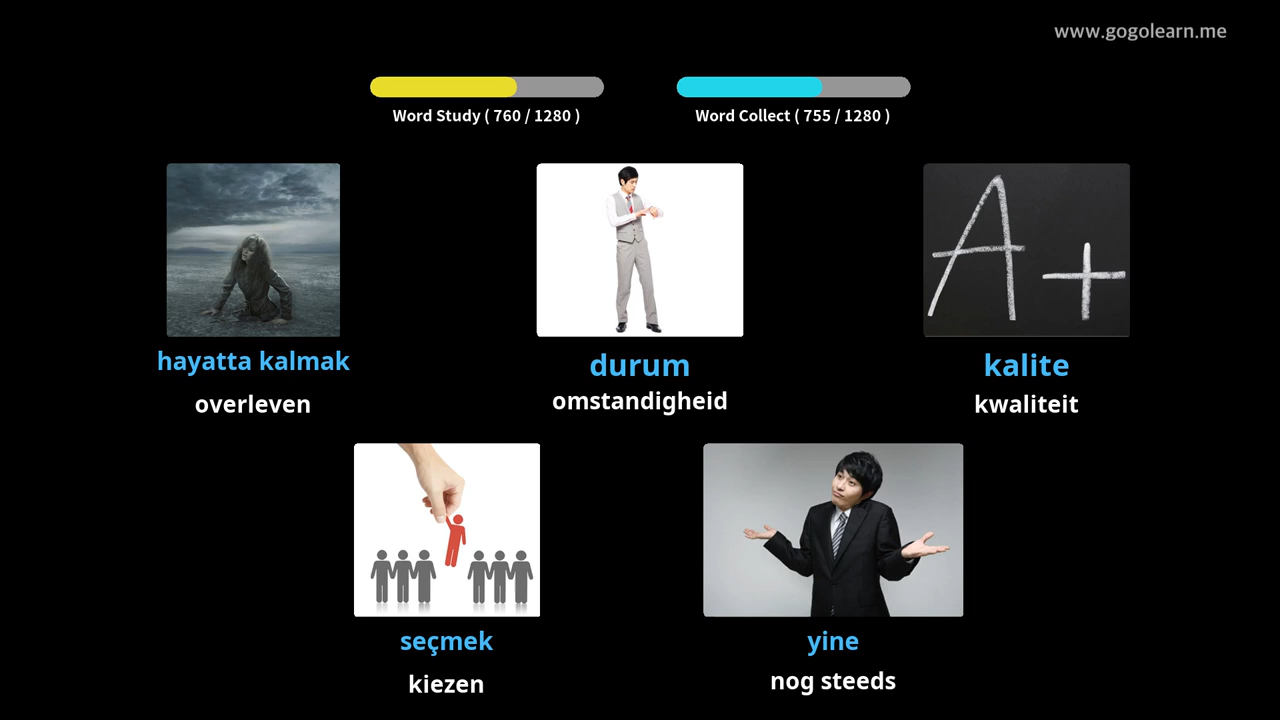 www.gogolearn.me
Word Study ( 760 / 1280 )
Word Collect ( 755 / 1280 )
A+
hayatta kalmak
overleven
durum
omstandigheid
kalite
kwaliteit
seçmek
kiezen
yine
nog steeds